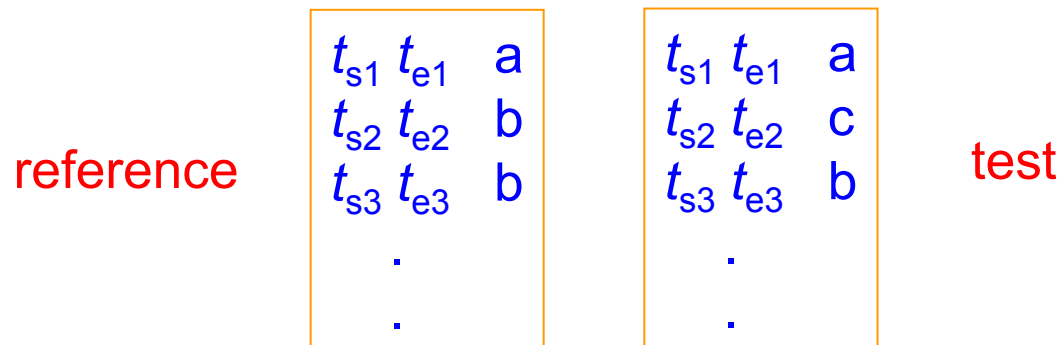 t_s1 t_e1 a t_s1 t_e1 a
t_s2 t_e2 b t_s2 t_e2 c
reference t_s3 t_e3 b t_s3 t_e3 b test
. .
. .